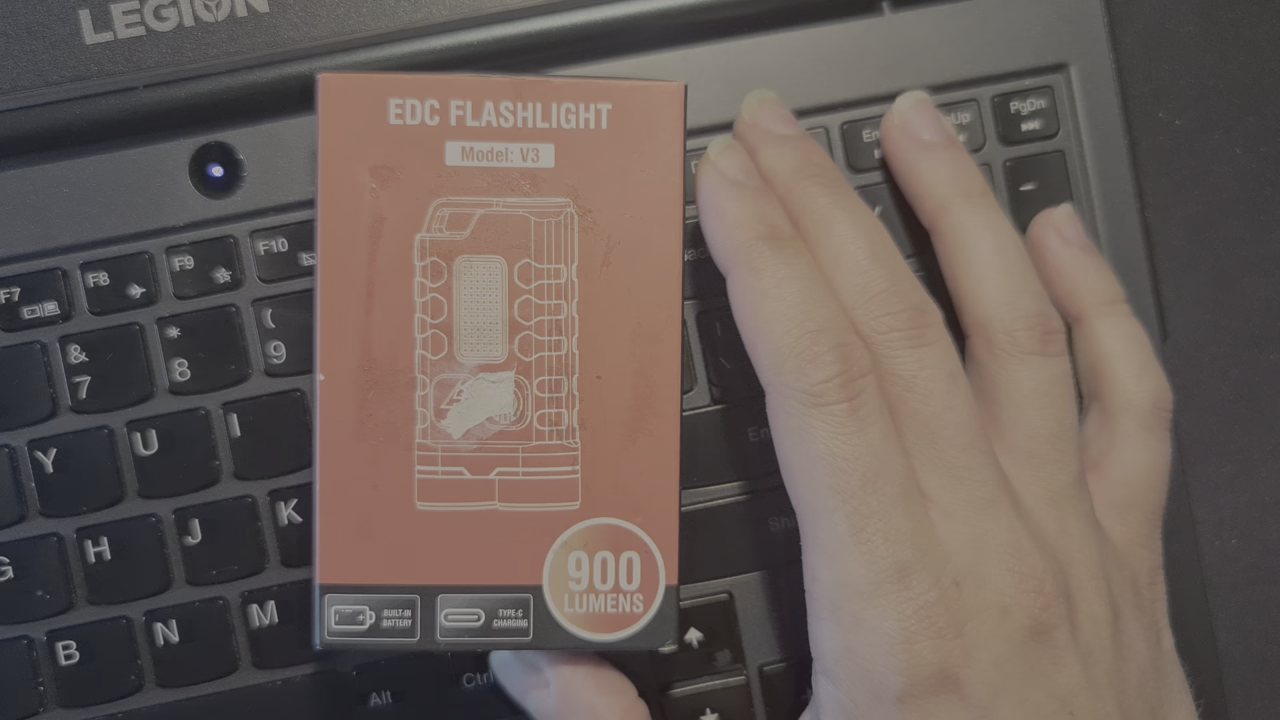 LEGION
EDC FLASHLIGHT
Model: V3
900
LUMENS
BUILT-IN
BATTERY
TYPE-C
CHARGING
PgDn
F7
F8
F9
F10
&
7
*
8
(
9
-
Y
U
I
G
H
J
K
B
N
M
Alt
Ctrl